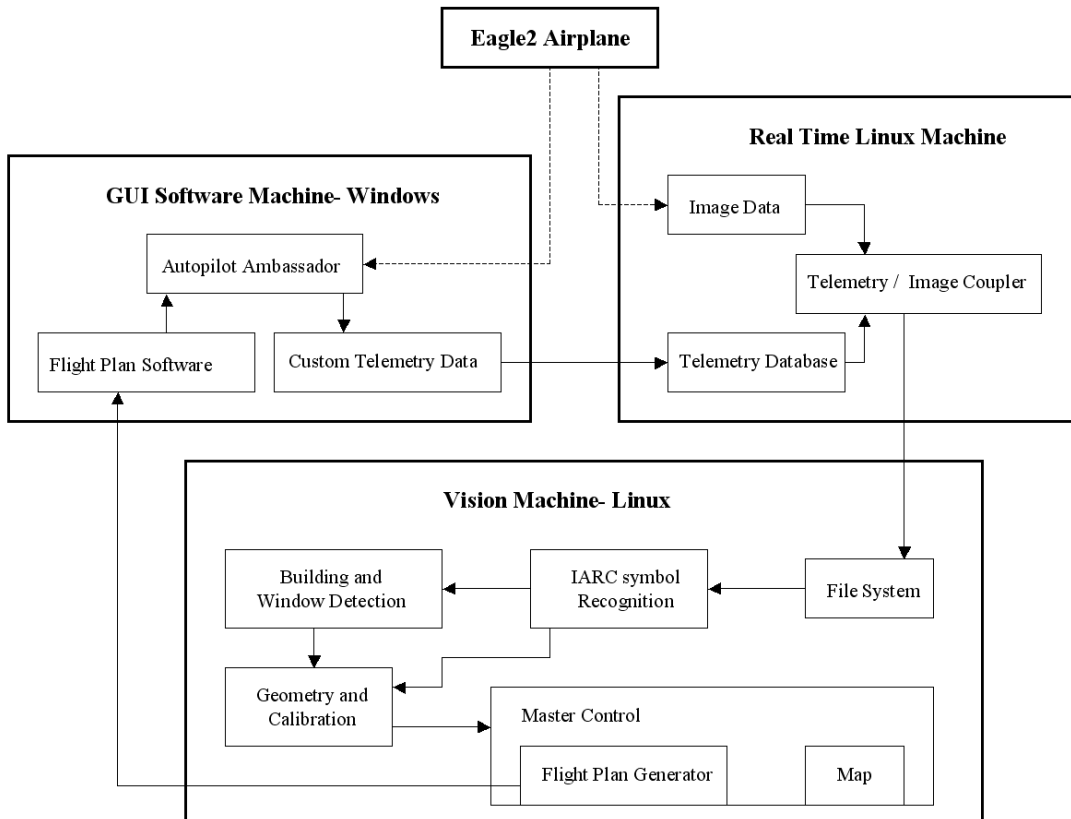 Eagle2 Airplane
Real Time Linux Machine
GUI Software Machine- Windows
Image Data
Autopilot Ambassador
Telemetry / Image Coupler
Flight Plan Software
Custom Telemetry Data
Telemetry Database
Vision Machine- Linux
Building and
Window Detection
IARC symbol
Recognition
File System
Geometry and
Calibration
Master Control
Flight Plan Generator
Map